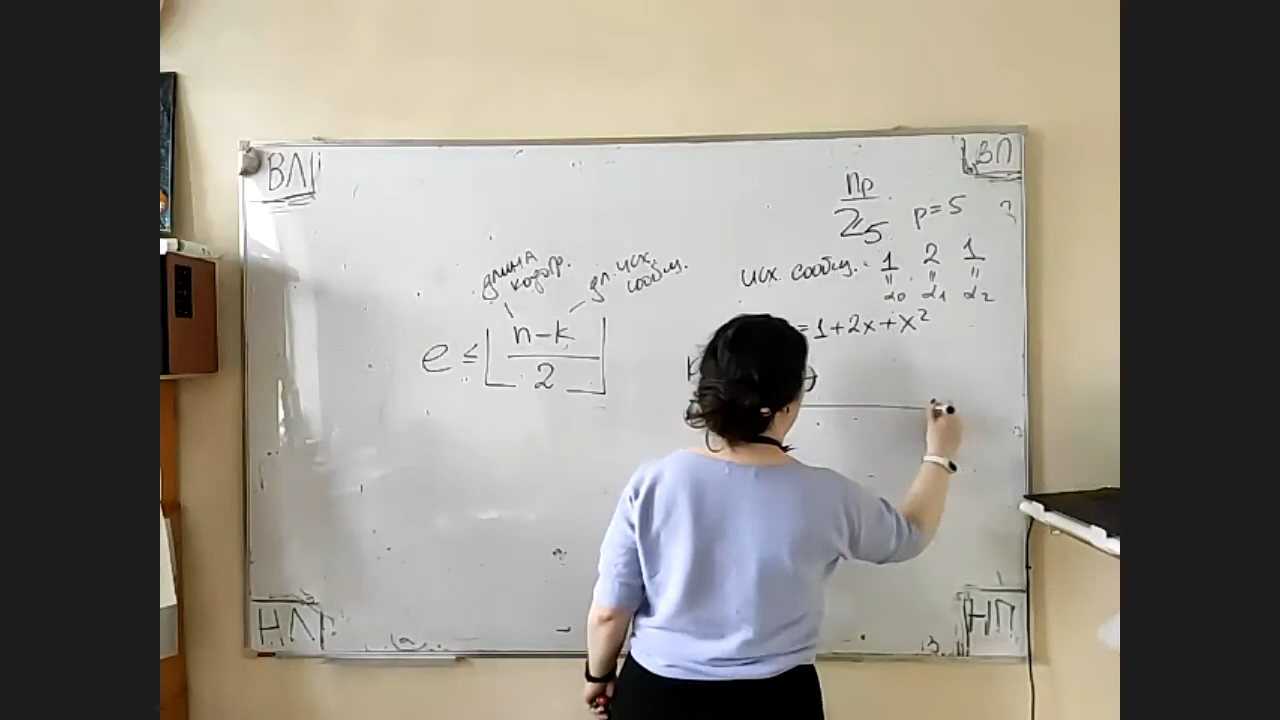 ВЛ
ВП
Пр
ℤ₅ p=5
длина кодогр.
дл. исх. сообщ.
e ≤ ⌊(n-k)/2⌋
исх. сообщ. - 1 2 1
" " "
α₀ α₁ α₂
=1+2x+x²
НЛ
НП